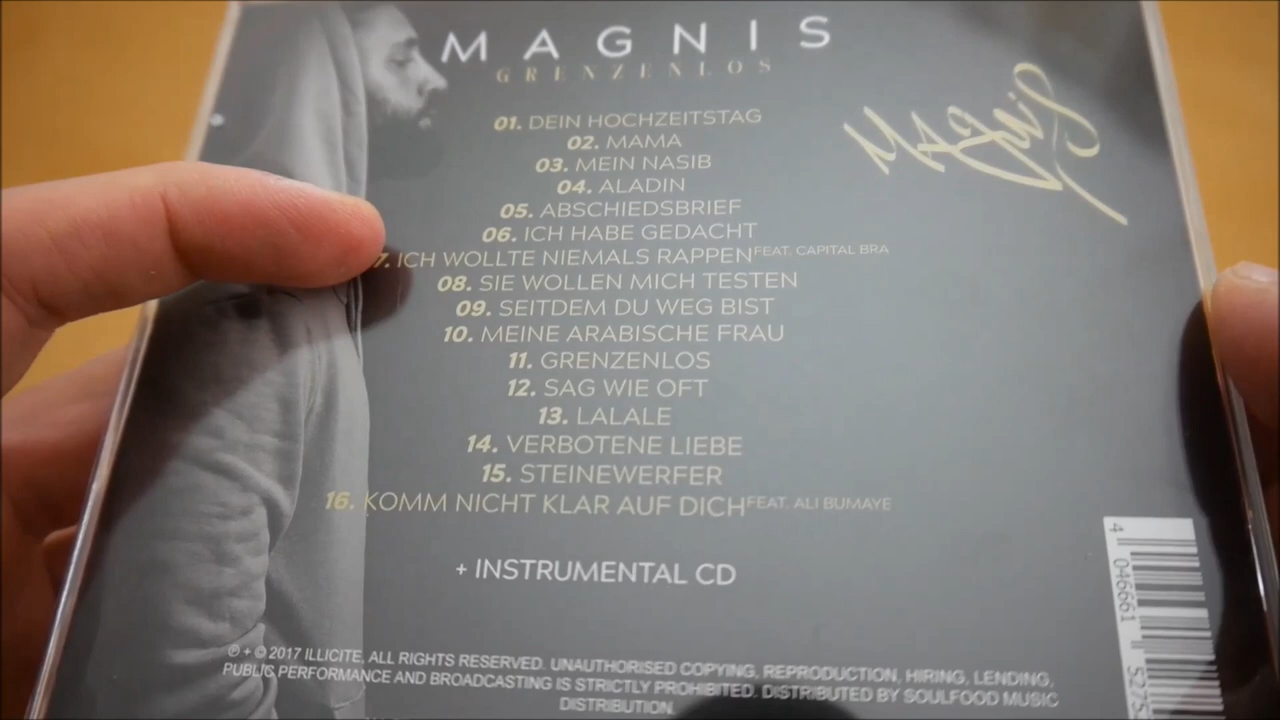 MAGNIS
GRENZENLOS
MAGNIS
01. DEIN HOCHZEITSTAG
02. MAMA
03. MEIN NASIB
04. ALADIN
05. ABSCHIEDSBRIEF
06. ICH HABE GEDACHT
7. ICH WOLLTE NIEMALS RAPPEN FEAT. CAPITAL BRA
08. SIE WOLLEN MICH TESTEN
09. SEITDEM DU WEG BIST
10. MEINE ARABISCHE FRAU
11. GRENZENLOS
12. SAG WIE OFT
13. LALALE
14. VERBOTENE LIEBE
15. STEINEWERFER
16. KOMM NICHT KLAR AUF DICH FEAT. ALI BUMAYE
+ INSTRUMENTAL CD
4 046661
℗ + © 2017 ILLICITE, ALL RIGHTS RESERVED. UNAUTHORISED COPYING, REPRODUCTION, HIRING, LENDING,
PUBLIC PERFORMANCE AND BROADCASTING IS STRICTLY PROHIBITED. DISTRIBUTED BY SOULFOOD MUSIC
DISTRIBUTION.